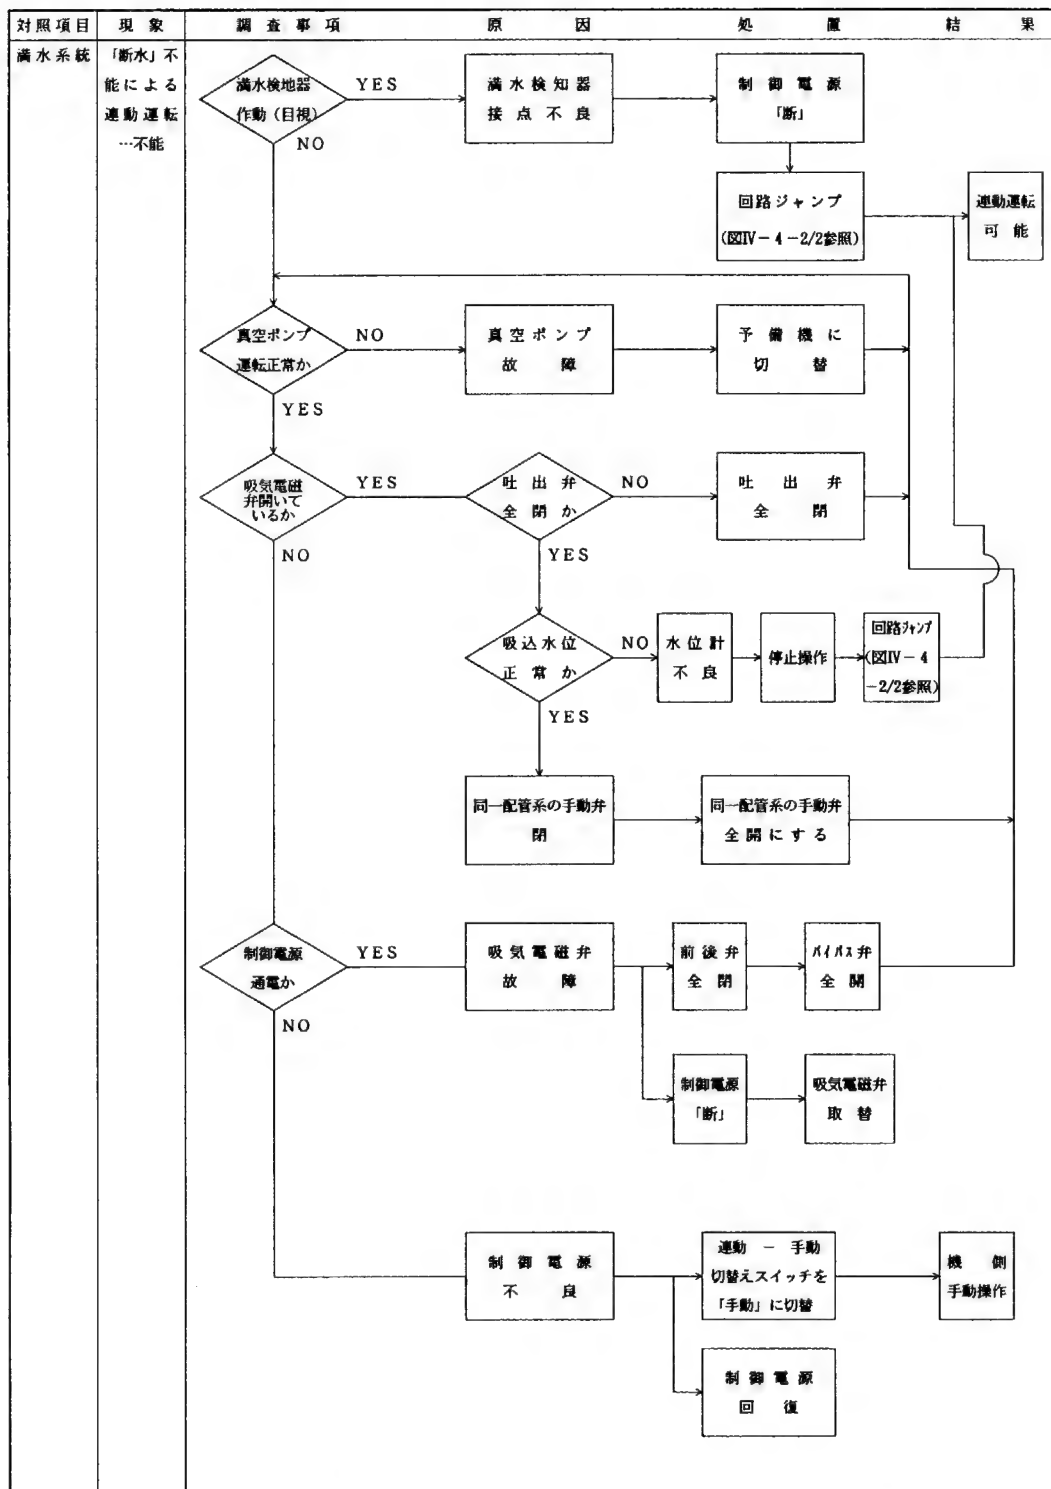 対照項目 現象 調査事項 原因 処置 結果
満水系統
「断水」不
能による
連動運転
…不能
満水検地器
作動(目視)
YES
NO
満水検知器
接点不良
制御電源
「断」
回路ジャンプ
(図IV-4-2/2参照)
連動運転
可能
真空ポンプ
運転正常か
NO
YES
真空ポンプ
故障
予備機に
切替
吸気電磁
弁開いて
いるか
YES
NO
吐出弁
全閉か
NO
YES
吐出弁
全閉
吸込水位
正常か
NO
YES
水位計
不良
停止操作
回路ジャンプ
(図IV-4
-2/2参照)
同一配管系の手動弁
閉
同一配管系の手動弁
全開にする
制御電源
通電か
YES
NO
吸気電磁弁
故障
前後弁
全閉
バイパス弁
全開
制御電源
「断」
吸気電磁弁
取替
制御電源
不良
連動-手動
切替えスイッチを
「手動」に切替
機側
手動操作
制御電源
回復